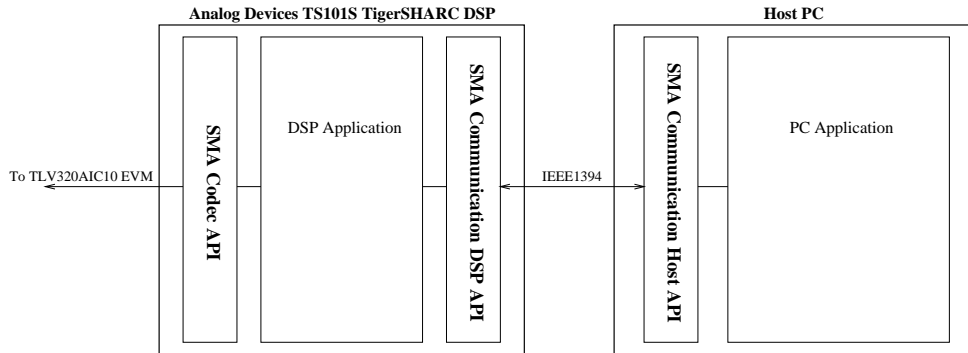 Analog Devices TS101S TigerSHARC DSP
Host PC
To TLV320AIC10 EVM
SMA Codec API
DSP Application
SMA Communication DSP API
IEEE1394
SMA Communication Host API
PC Application